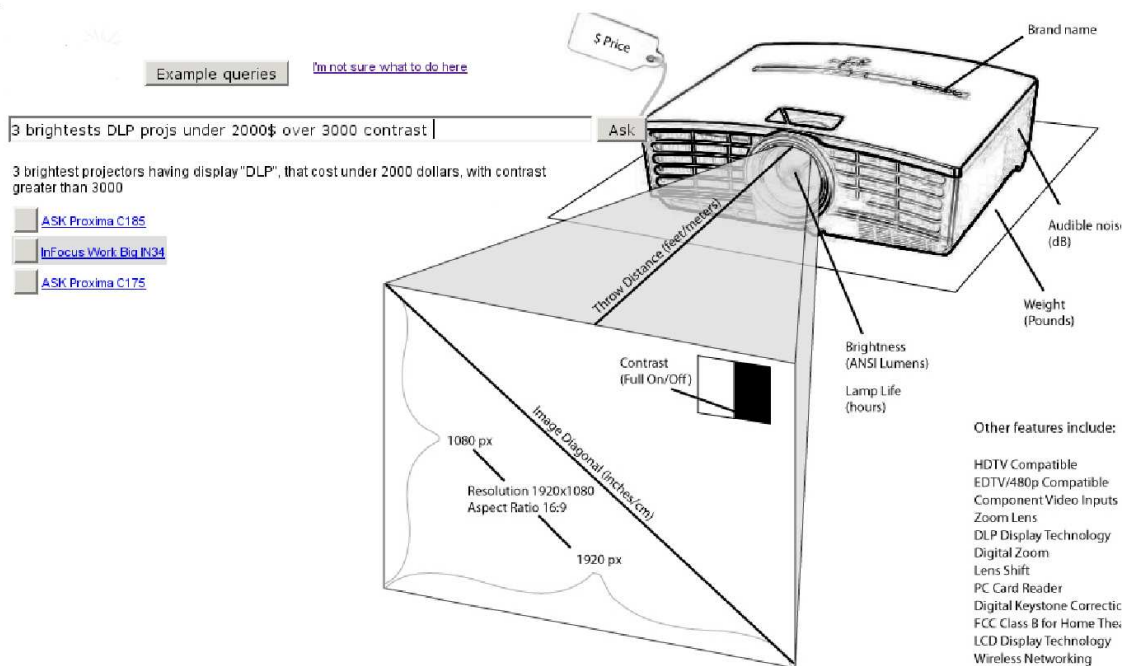 $ Price
Brand name
Example queries
I'm not sure what to do here
3 brightests DLP projs under 2000$ over 3000 contrast
Ask
3 brightest projectors having display "DLP", that cost under 2000 dollars, with contrast
greater than 3000
ASK Proxima C185
InFocus Work Big IN34
ASK Proxima C175
Throw Distance (feet/meters)
Audible nois
(dB)
Weight
(Pounds)
Brightness
(ANSI Lumens)
Lamp Life
(hours)
Contrast
(Full On/Off)
Image Diagonal (inches/cm)
1080 px
Resolution 1920x1080
Aspect Ratio 16:9
1920 px
Other features include:
HDTV Compatible
EDTV/480p Compatible
Component Video Inputs
Zoom Lens
DLP Display Technology
Digital Zoom
Lens Shift
PC Card Reader
Digital Keystone Correctic
FCC Class B for Home Thea
LCD Display Technology
Wireless Networking